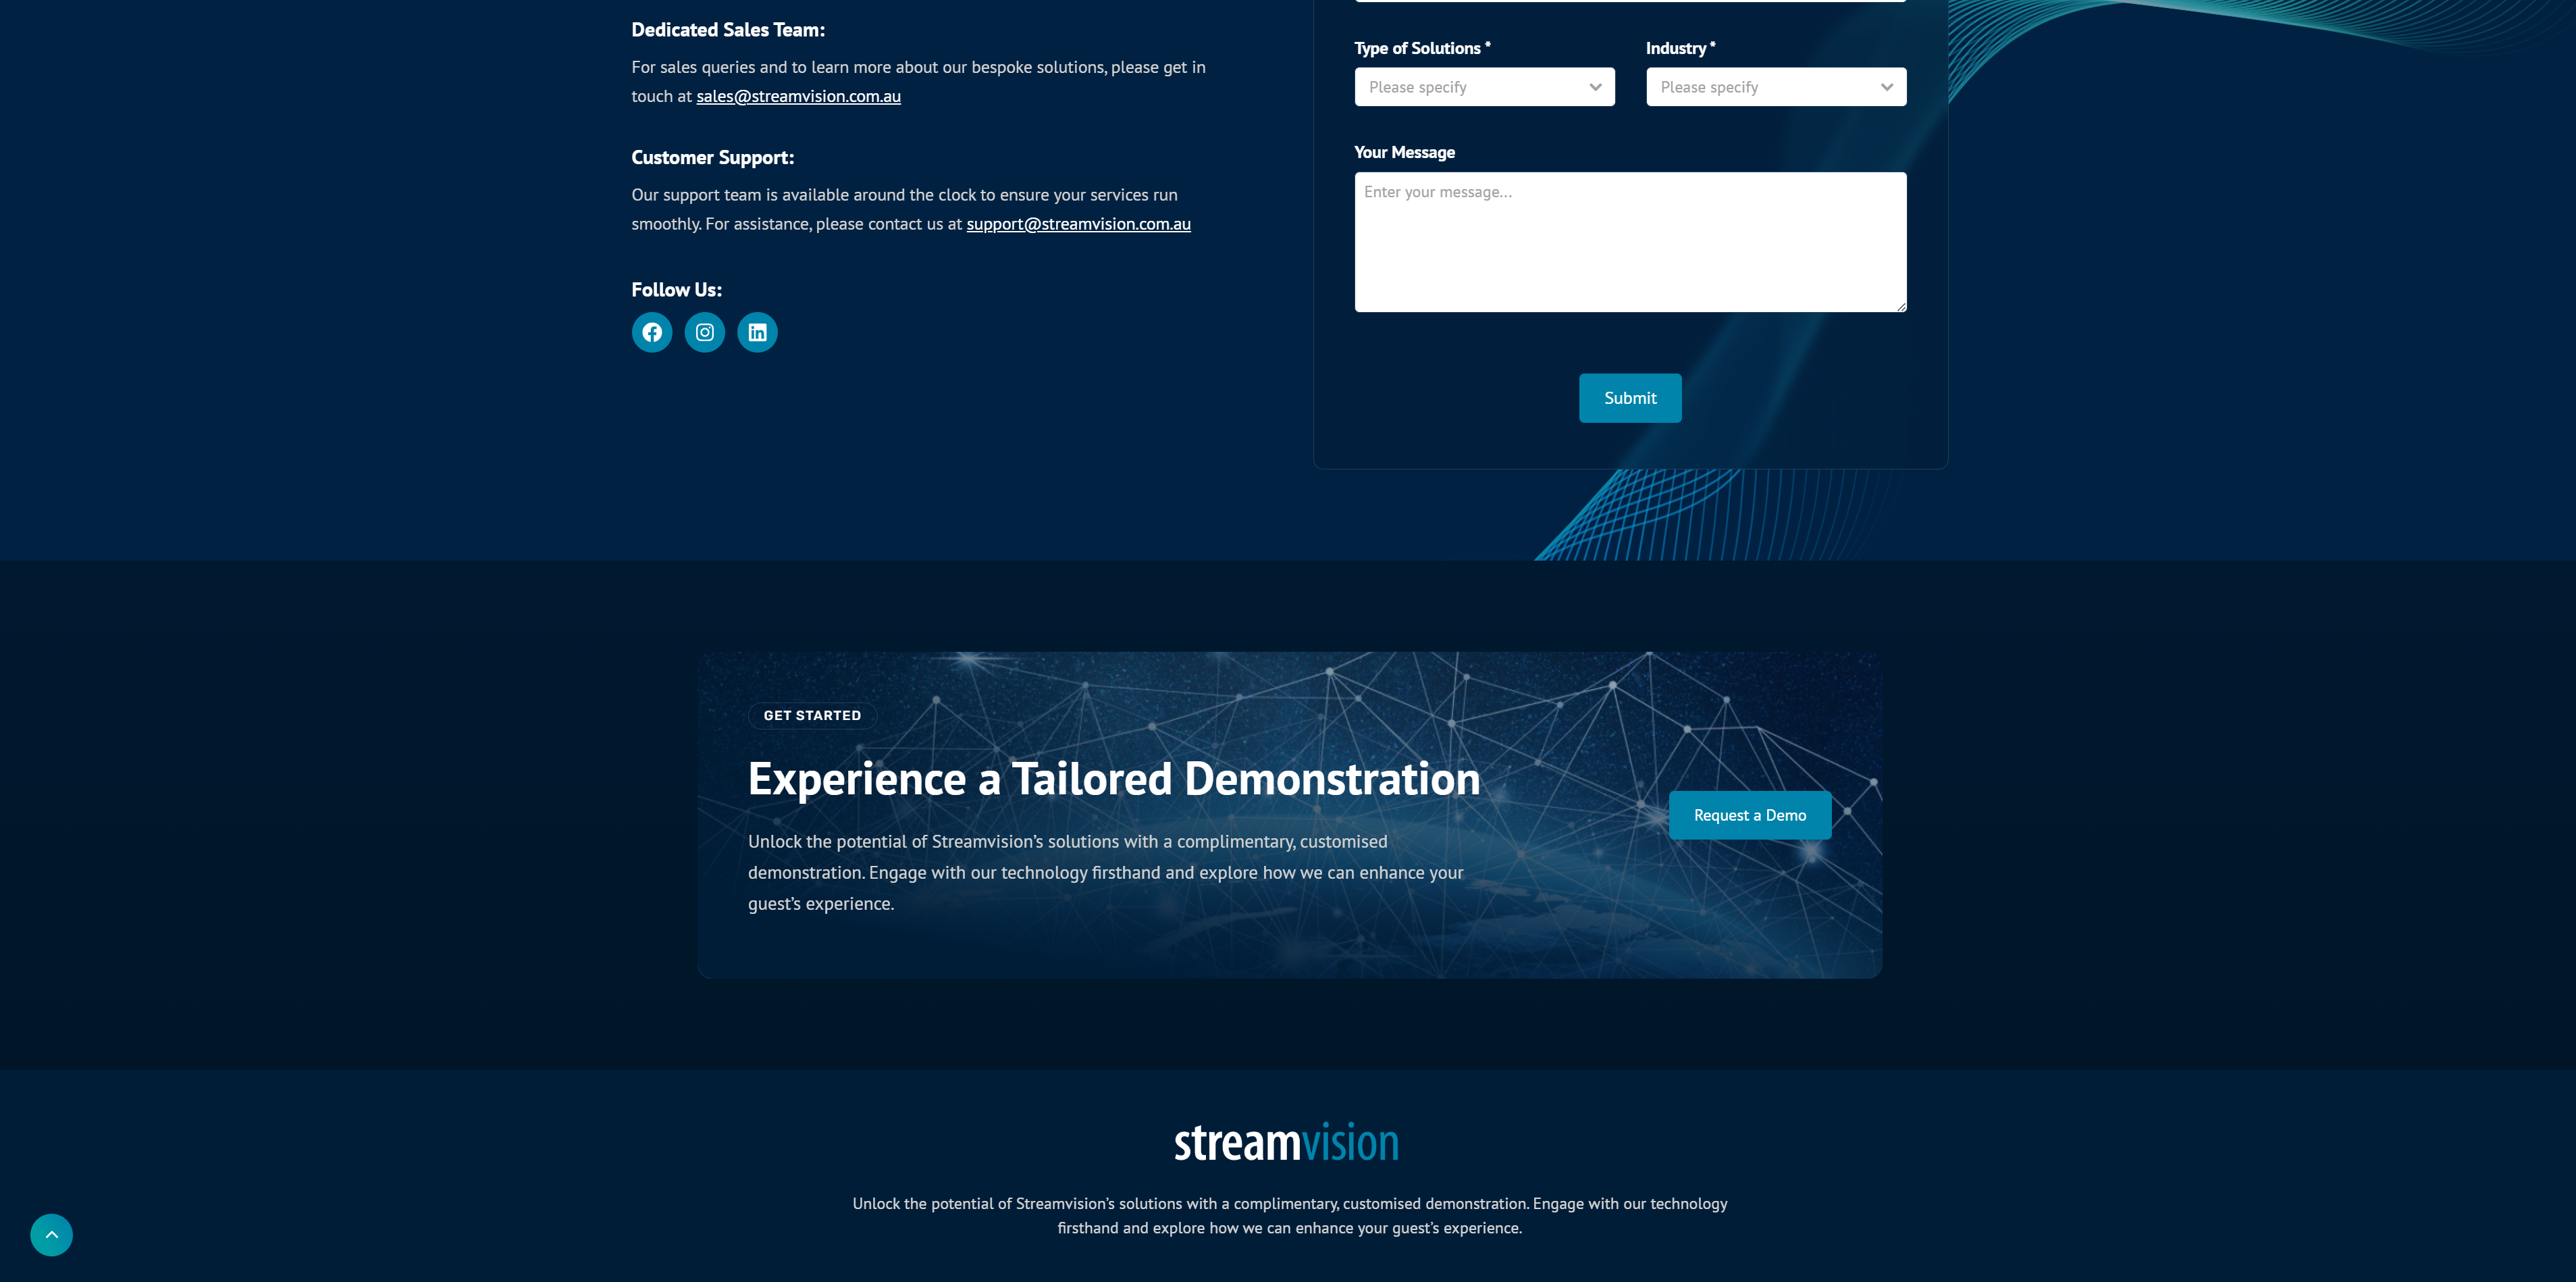 Dedicated Sales Team:
For sales queries and to learn more about our bespoke solutions, please get in
touch at sales@streamvision.com.au
Customer Support:
Our support team is available around the clock to ensure your services run
smoothly. For assistance, please contact us at support@streamvision.com.au
Follow Us:
Type of Solutions *
Industry *
Please specify
Please specify
Your Message
Enter your message...
Submit
GET STARTED
Experience a Tailored Demonstration
Unlock the potential of Streamvision’s solutions with a complimentary, customised
demonstration. Engage with our technology firsthand and explore how we can enhance your
guest’s experience.
Request a Demo
streamvision
Unlock the potential of Streamvision’s solutions with a complimentary, customised demonstration. Engage with our technology
firsthand and explore how we can enhance your guest’s experience.